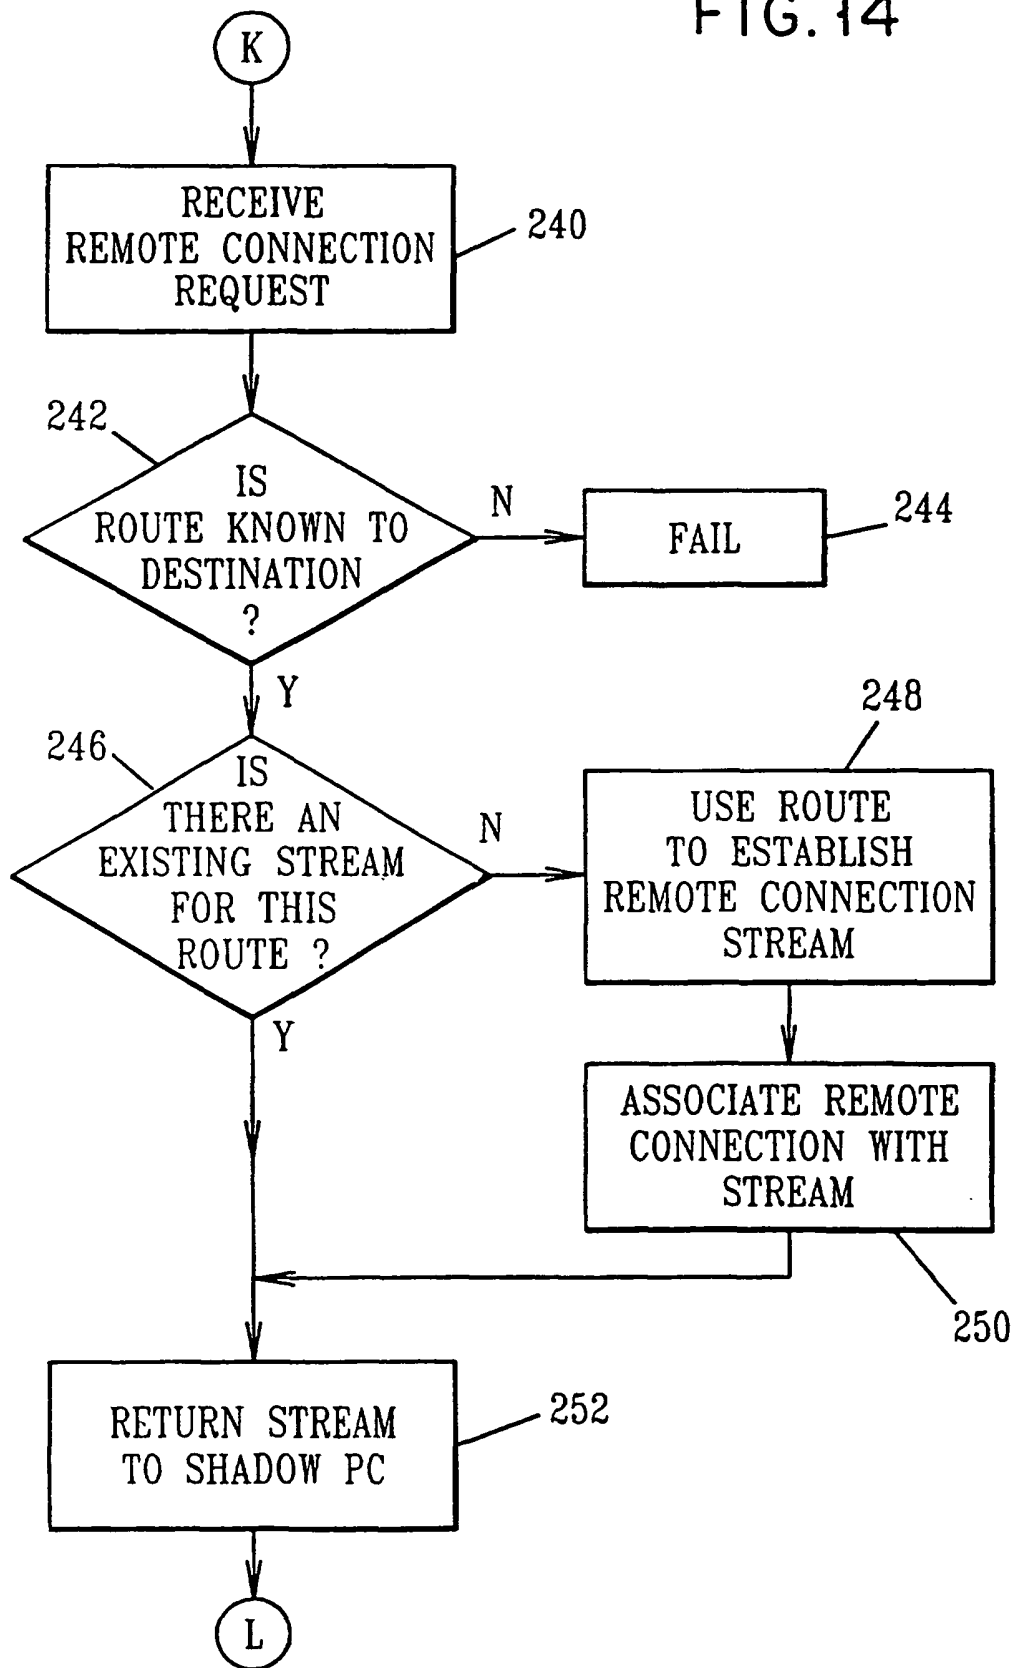 FIG. 14
K
RECEIVE
REMOTE CONNECTION
REQUEST
240
242
IS
ROUTE KNOWN TO
DESTINATION
?
N
FAIL
244
Y
246
IS
THERE AN
EXISTING STREAM
FOR THIS
ROUTE ?
N
248
USE ROUTE
TO ESTABLISH
REMOTE CONNECTION
STREAM
Y
ASSOCIATE REMOTE
CONNECTION WITH
STREAM
250
RETURN STREAM
TO SHADOW PC
252
L